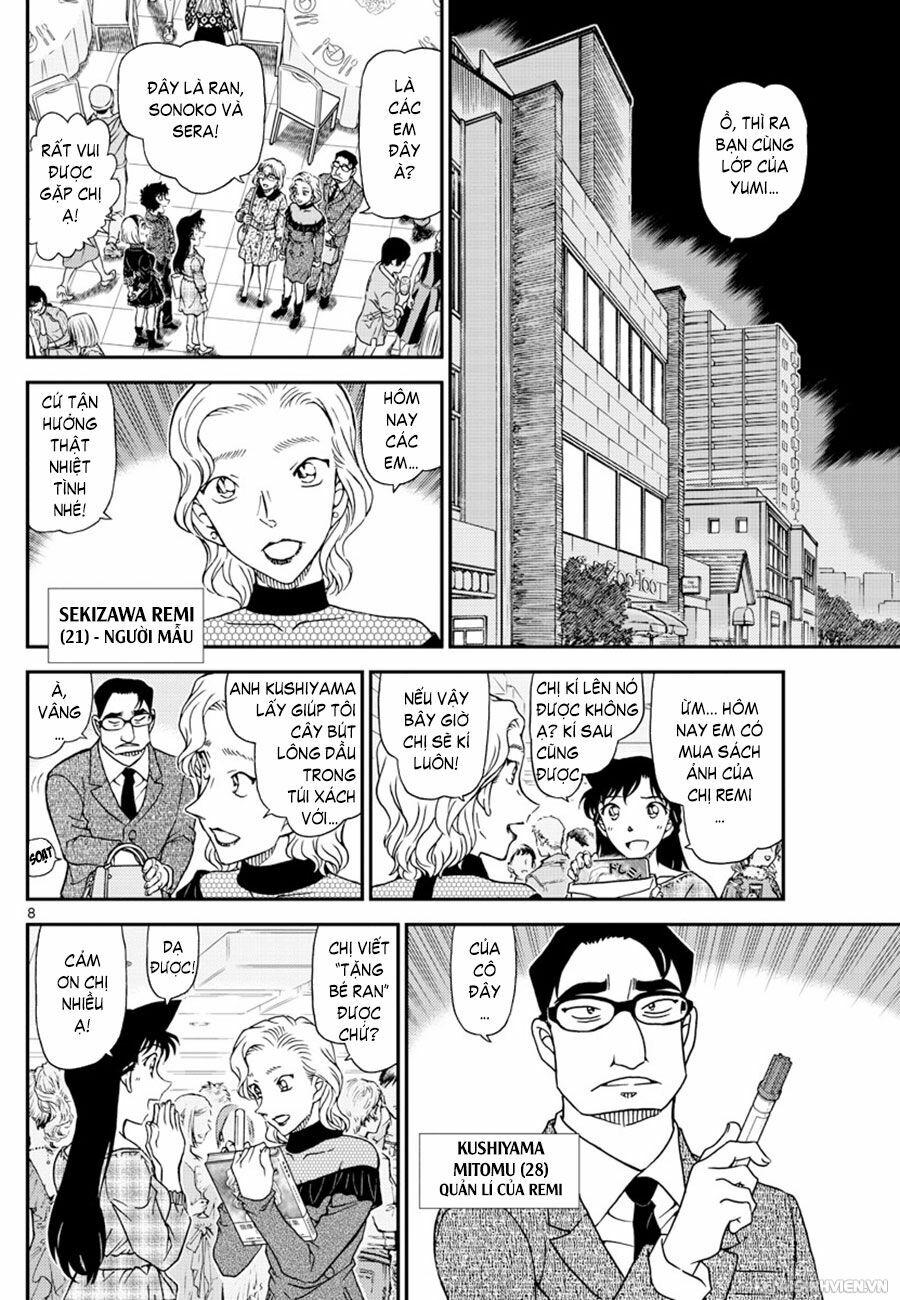 Ồ, THÌ RA
BẠN CÙNG
LỚP CỦA
YUMI...
LÀ
CÁC
EM
ĐÂY
À?
ĐÂY LÀ RAN,
SONOKO VÀ
SERA!
RẤT VUI
ĐƯỢC
GẶP CHỊ
Ạ!
HÔM
NAY CÁC
EM...
CỨ TẬN
HƯỞNG
THẬT
NHIỆT
TÌNH
NHÉ!
SEKIZAWA REMI
(21) - NGƯỜI MẪU
ỪM... HÔM
NAY EM CÓ
MUA SÁCH
ẢNH CỦA
CHỊ REMI
...
CHỊ KÍ LÊN NÓ
ĐƯỢC KHÔNG
Ạ? KÍ SAU
CŨNG
ĐƯỢC
NẾU VẬY
BÂY GIỜ
CHỊ SẼ KÍ
LUÔN!
ANH KUSHIYAMA
LẤY GIÚP TÔI
CÂY BÚT
LÔNG DẦU
TRONG
TÚI XÁCH
VỚI...
À,
VÂNG
...
SOẠT
8
CỦA
CÔ
ĐÂY
...
KUSHIYAMA
MITOMU (28)
QUẢN LÍ CỦA REMI
CHỊ VIẾT
"TẶNG
BÉ RAN"
ĐƯỢC
CHỨ?
DẠ
ĐƯỢC!
CẢM
ƠN CHỊ
NHIỀU
Ạ!